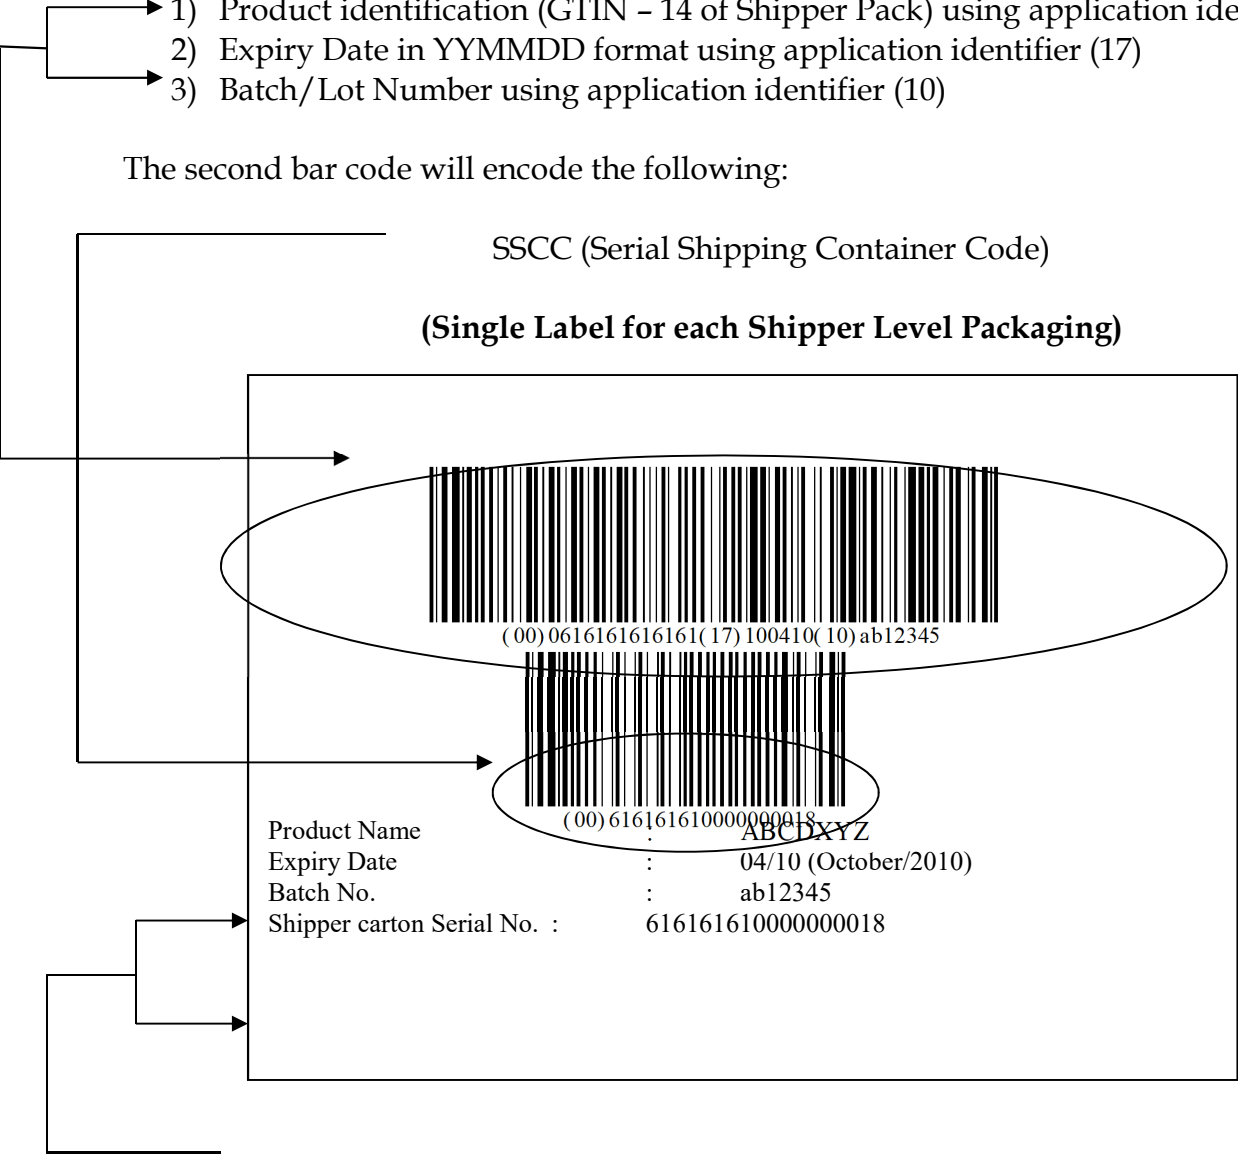 1) Product identification (GTIN – 14 of Shipper Pack) using application ide
2) Expiry Date in YYMMDD format using application identifier (17)
3) Batch/Lot Number using application identifier (10)
The second bar code will encode the following:
SSCC (Serial Shipping Container Code)
(Single Label for each Shipper Level Packaging)
(00)0616161616161(17)100410(10)ab12345
(00)616161610000000018
Product Name : ABCDXYZ
Expiry Date : 04/10 (October/2010)
Batch No. : ab12345
Shipper carton Serial No. : 616161610000000018